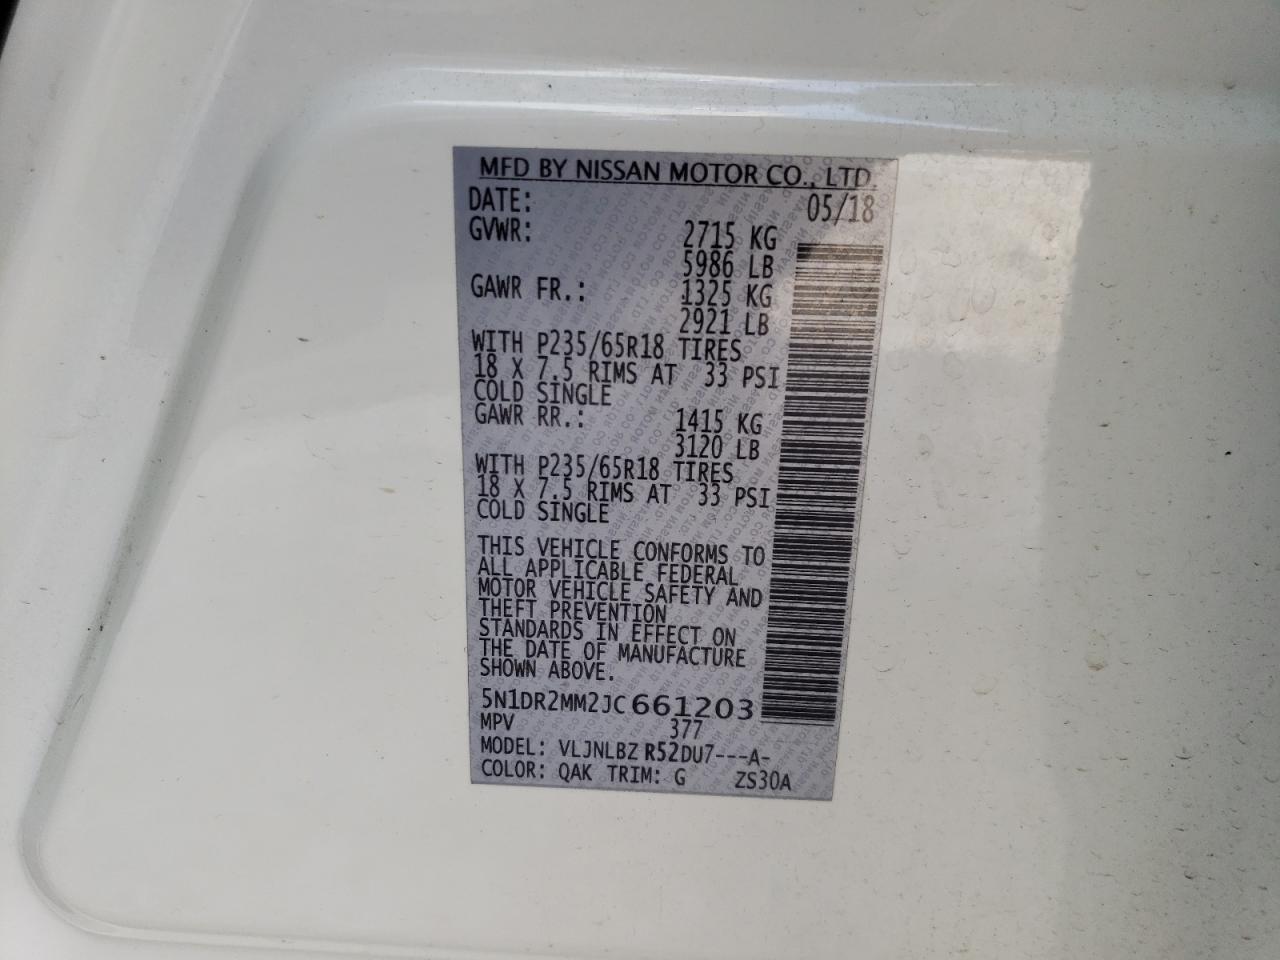 MFD BY NISSAN MOTOR CO., LTD.
DATE: 05/18
GVWR: 2715 KG
5986 LB
GAWR FR.: 1325 KG
2921 LB
WITH P235/65R18 TIRES
18 X 7.5 RIMS AT 33 PSI
COLD SINGLE
GAWR RR.: 1415 KG
3120 LB
WITH P235/65R18 TIRES
18 X 7.5 RIMS AT 33 PSI
COLD SINGLE
THIS VEHICLE CONFORMS TO
ALL APPLICABLE FEDERAL
MOTOR VEHICLE SAFETY AND
THEFT PREVENTION
STANDARDS IN EFFECT ON
THE DATE OF MANUFACTURE
SHOWN ABOVE.
5N1DR2MM2JC661203
MPV 377
MODEL: VLJNLBZ R52DU7---A-
COLOR: QAK TRIM: G ZS30A